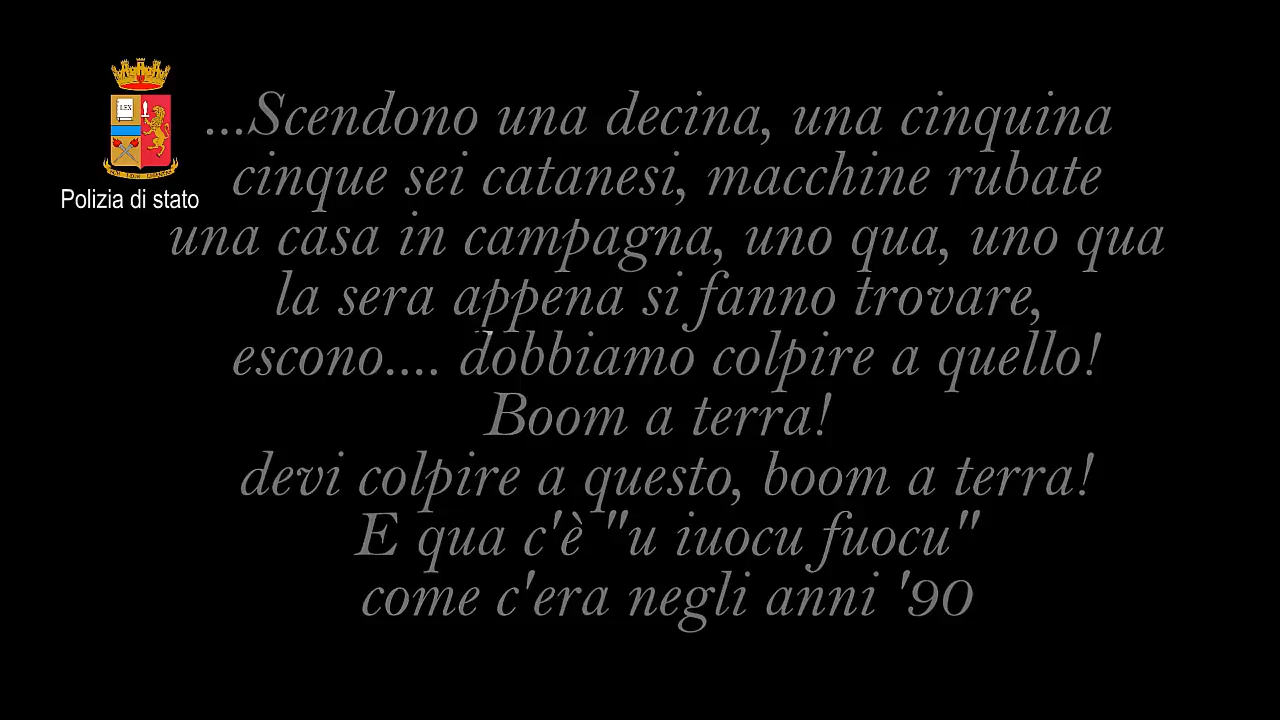 ...Scendono una decina, una cinquina
cinque sei catanesi, macchine rubate
Polizia di stato
una casa in campagna, uno qua, uno qua
la sera appena si fanno trovare,
escono.... dobbiamo colpire a quello!
Boom a terra!
devi colpire a questo, boom a terra!
E qua c'è "u iuocu fuocu"
come c'era negli anni '90
LEX